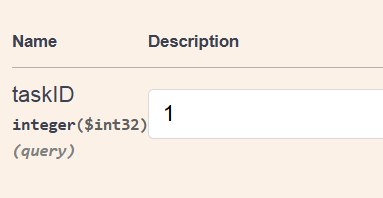 Name Description
taskID
1
integer($int32)
(query)